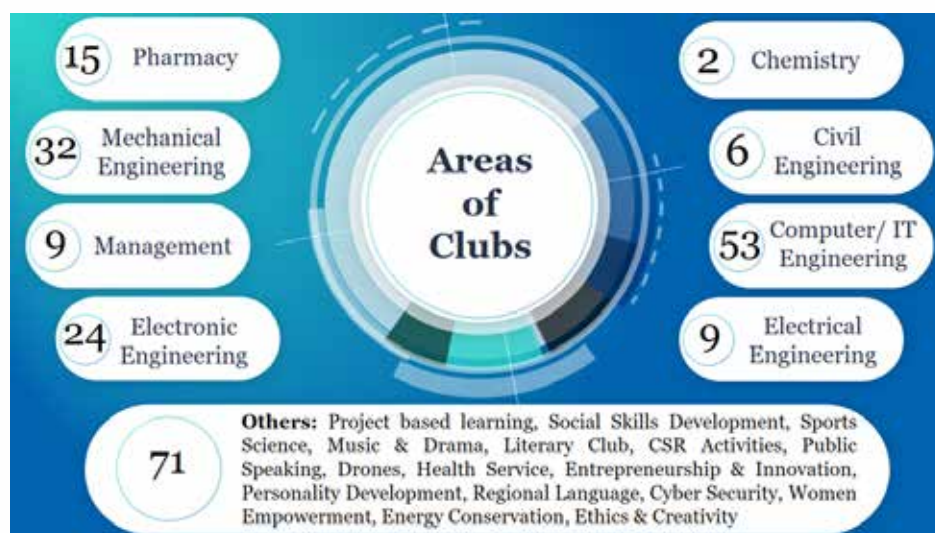 15 Pharmacy
32 Mechanical
Engineering
9 Management
24 Electronic
Engineering
Areas
of
Clubs
2 Chemistry
6 Civil
Engineering
53 Computer/ IT
Engineering
9 Electrical
Engineering
71
Others: Project based learning, Social Skills Development, Sports
Science, Music & Drama, Literary Club, CSR Activities, Public
Speaking, Drones, Health Service, Entrepreneurship & Innovation,
Personality Development, Regional Language, Cyber Security, Women
Empowerment, Energy Conservation, Ethics & Creativity